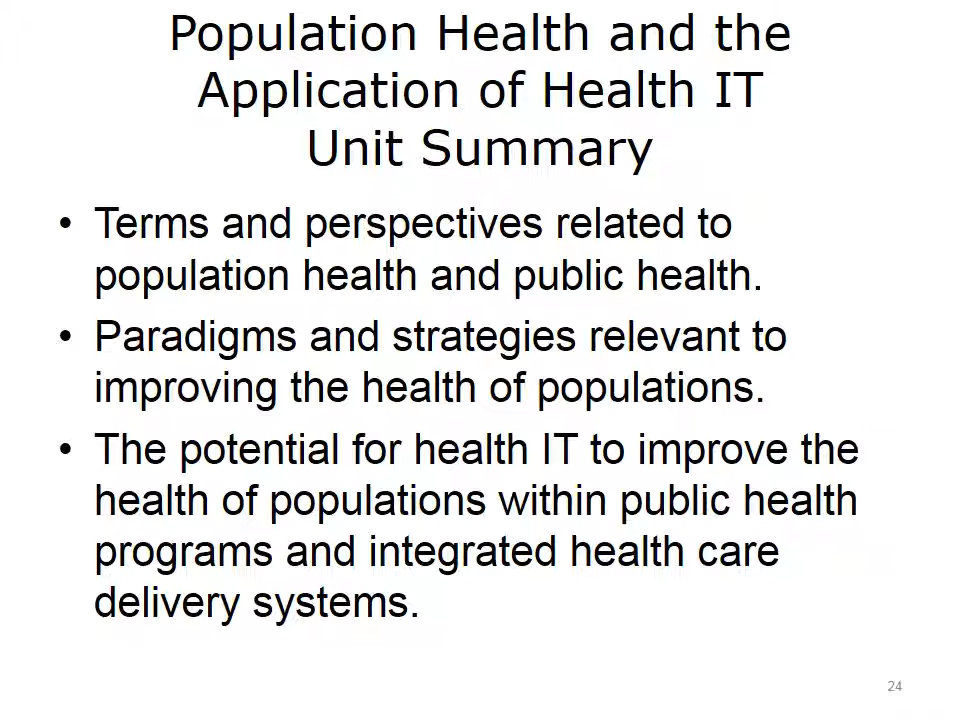 Population Health and the
Application of Health IT
Unit Summary
• Terms and perspectives related to
population health and public health.
• Paradigms and strategies relevant to
improving the health of populations.
• The potential for health IT to improve the
health of populations within public health
programs and integrated health care
delivery systems.
24